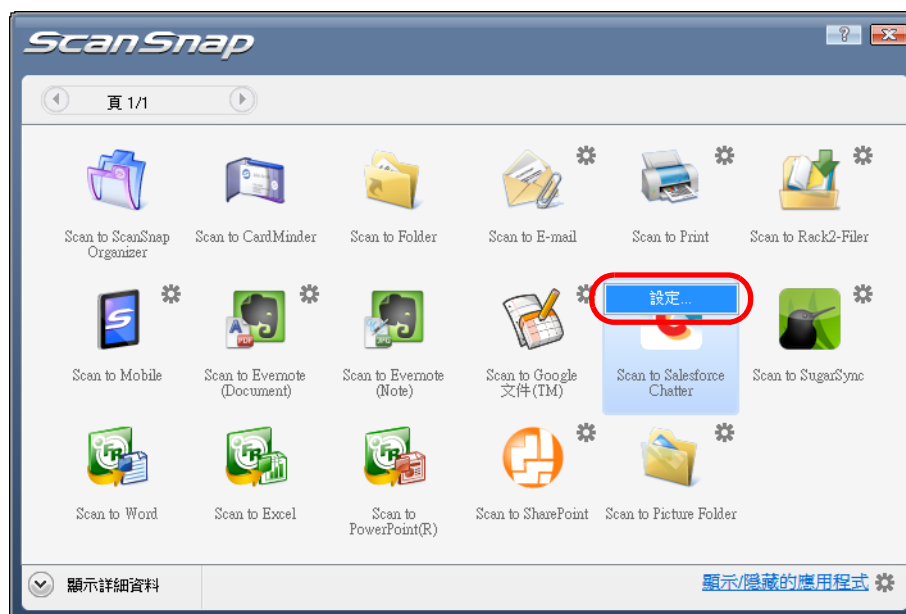 ScanSnap
頁 1/1
Scan to ScanSnap
Organizer
Scan to CardMinder
Scan to Folder
Scan to E-mail
Scan to Print
Scan to Rack2-Filer
設定...
Scan to Mobile
Scan to Evernote
(Document)
Scan to Evernote
(Note)
Scan to Google
文件(TM)
Scan to Salesforce
Chatter
Scan to SugarSync
Scan to Word
Scan to Excel
Scan to
PowerPoint(R)
Scan to SharePoint
Scan to Picture Folder
顯示詳細資料
顯示/隱藏的應用程式